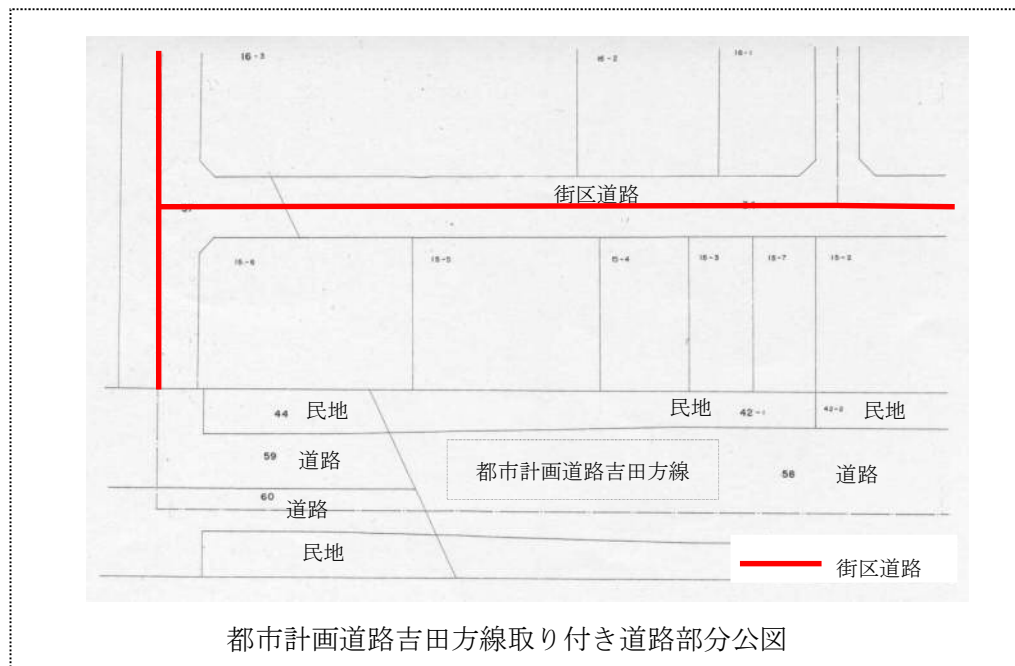 16-3
16-2
16-1
街区道路
15-6
15-5
15-4
15-3
15-7
15-2
44 民地
民地 42-1
42-2 民地
59 道路
都市計画道路吉田方線
58 道路
60 道路
民地
街区道路
都市計画道路吉田方線取り付き道路部分公図